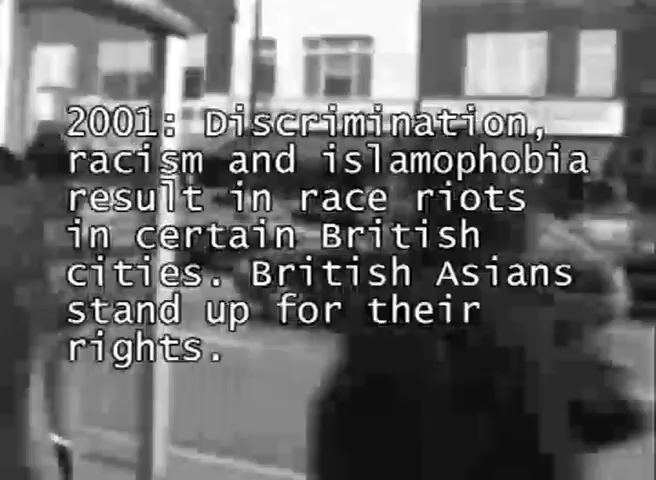 2001: Discrimination,
racism and islamophobia
result in race riots
in certain British
cities. British Asians
stand up for their
rights.